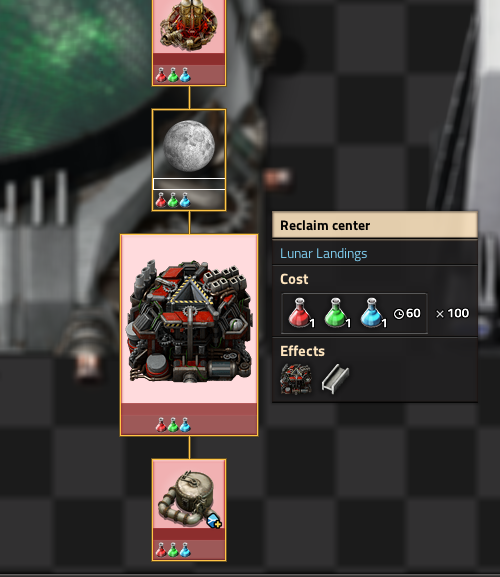 Reclaim center
Lunar Landings
Cost
1 1 1 60 × 100
Effects